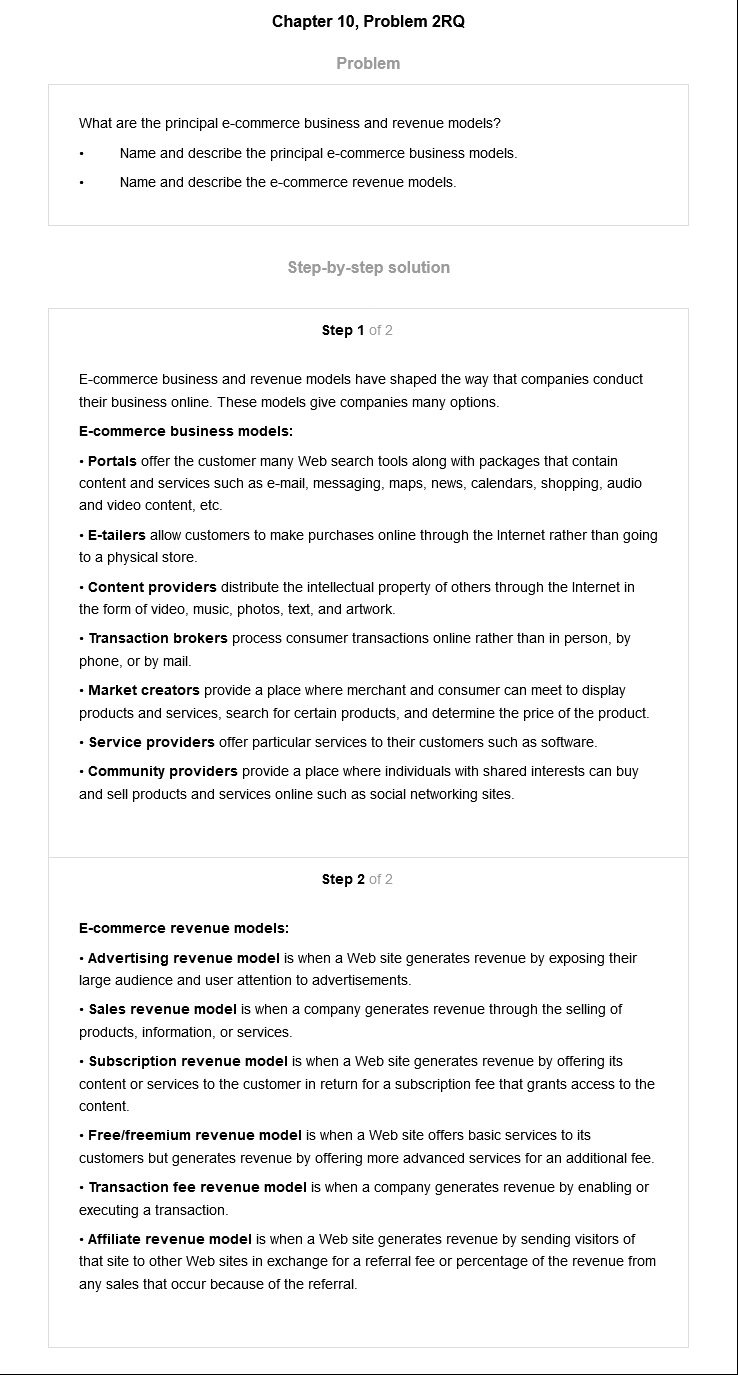 Chapter 10, Problem 2RQ
Problem
What are the principal e-commerce business and revenue models?
• Name and describe the principal e-commerce business models.
• Name and describe the e-commerce revenue models.
Step-by-step solution
Step 1 of 2
E-commerce business and revenue models have shaped the way that companies conduct
their business online. These models give companies many options.
E-commerce business models:
• Portals offer the customer many Web search tools along with packages that contain
content and services such as e-mail, messaging, maps, news, calendars, shopping, audio
and video content, etc.
• E-tailers allow customers to make purchases online through the Internet rather than going
to a physical store.
• Content providers distribute the intellectual property of others through the Internet in
the form of video, music, photos, text, and artwork.
• Transaction brokers process consumer transactions online rather than in person, by
phone, or by mail.
• Market creators provide a place where merchant and consumer can meet to display
products and services, search for certain products, and determine the price of the product.
• Service providers offer particular services to their customers such as software.
• Community providers provide a place where individuals with shared interests can buy
and sell products and services online such as social networking sites.
Step 2 of 2
E-commerce revenue models:
• Advertising revenue model is when a Web site generates revenue by exposing their
large audience and user attention to advertisements.
• Sales revenue model is when a company generates revenue through the selling of
products, information, or services.
• Subscription revenue model is when a Web site generates revenue by offering its
content or services to the customer in return for a subscription fee that grants access to the
content.
• Free/freemium revenue model is when a Web site offers basic services to its
customers but generates revenue by offering more advanced services for an additional fee.
• Transaction fee revenue model is when a company generates revenue by enabling or
executing a transaction.
• Affiliate revenue model is when a Web site generates revenue by sending visitors of
that site to other Web sites in exchange for a referral fee or percentage of the revenue from
any sales that occur because of the referral.